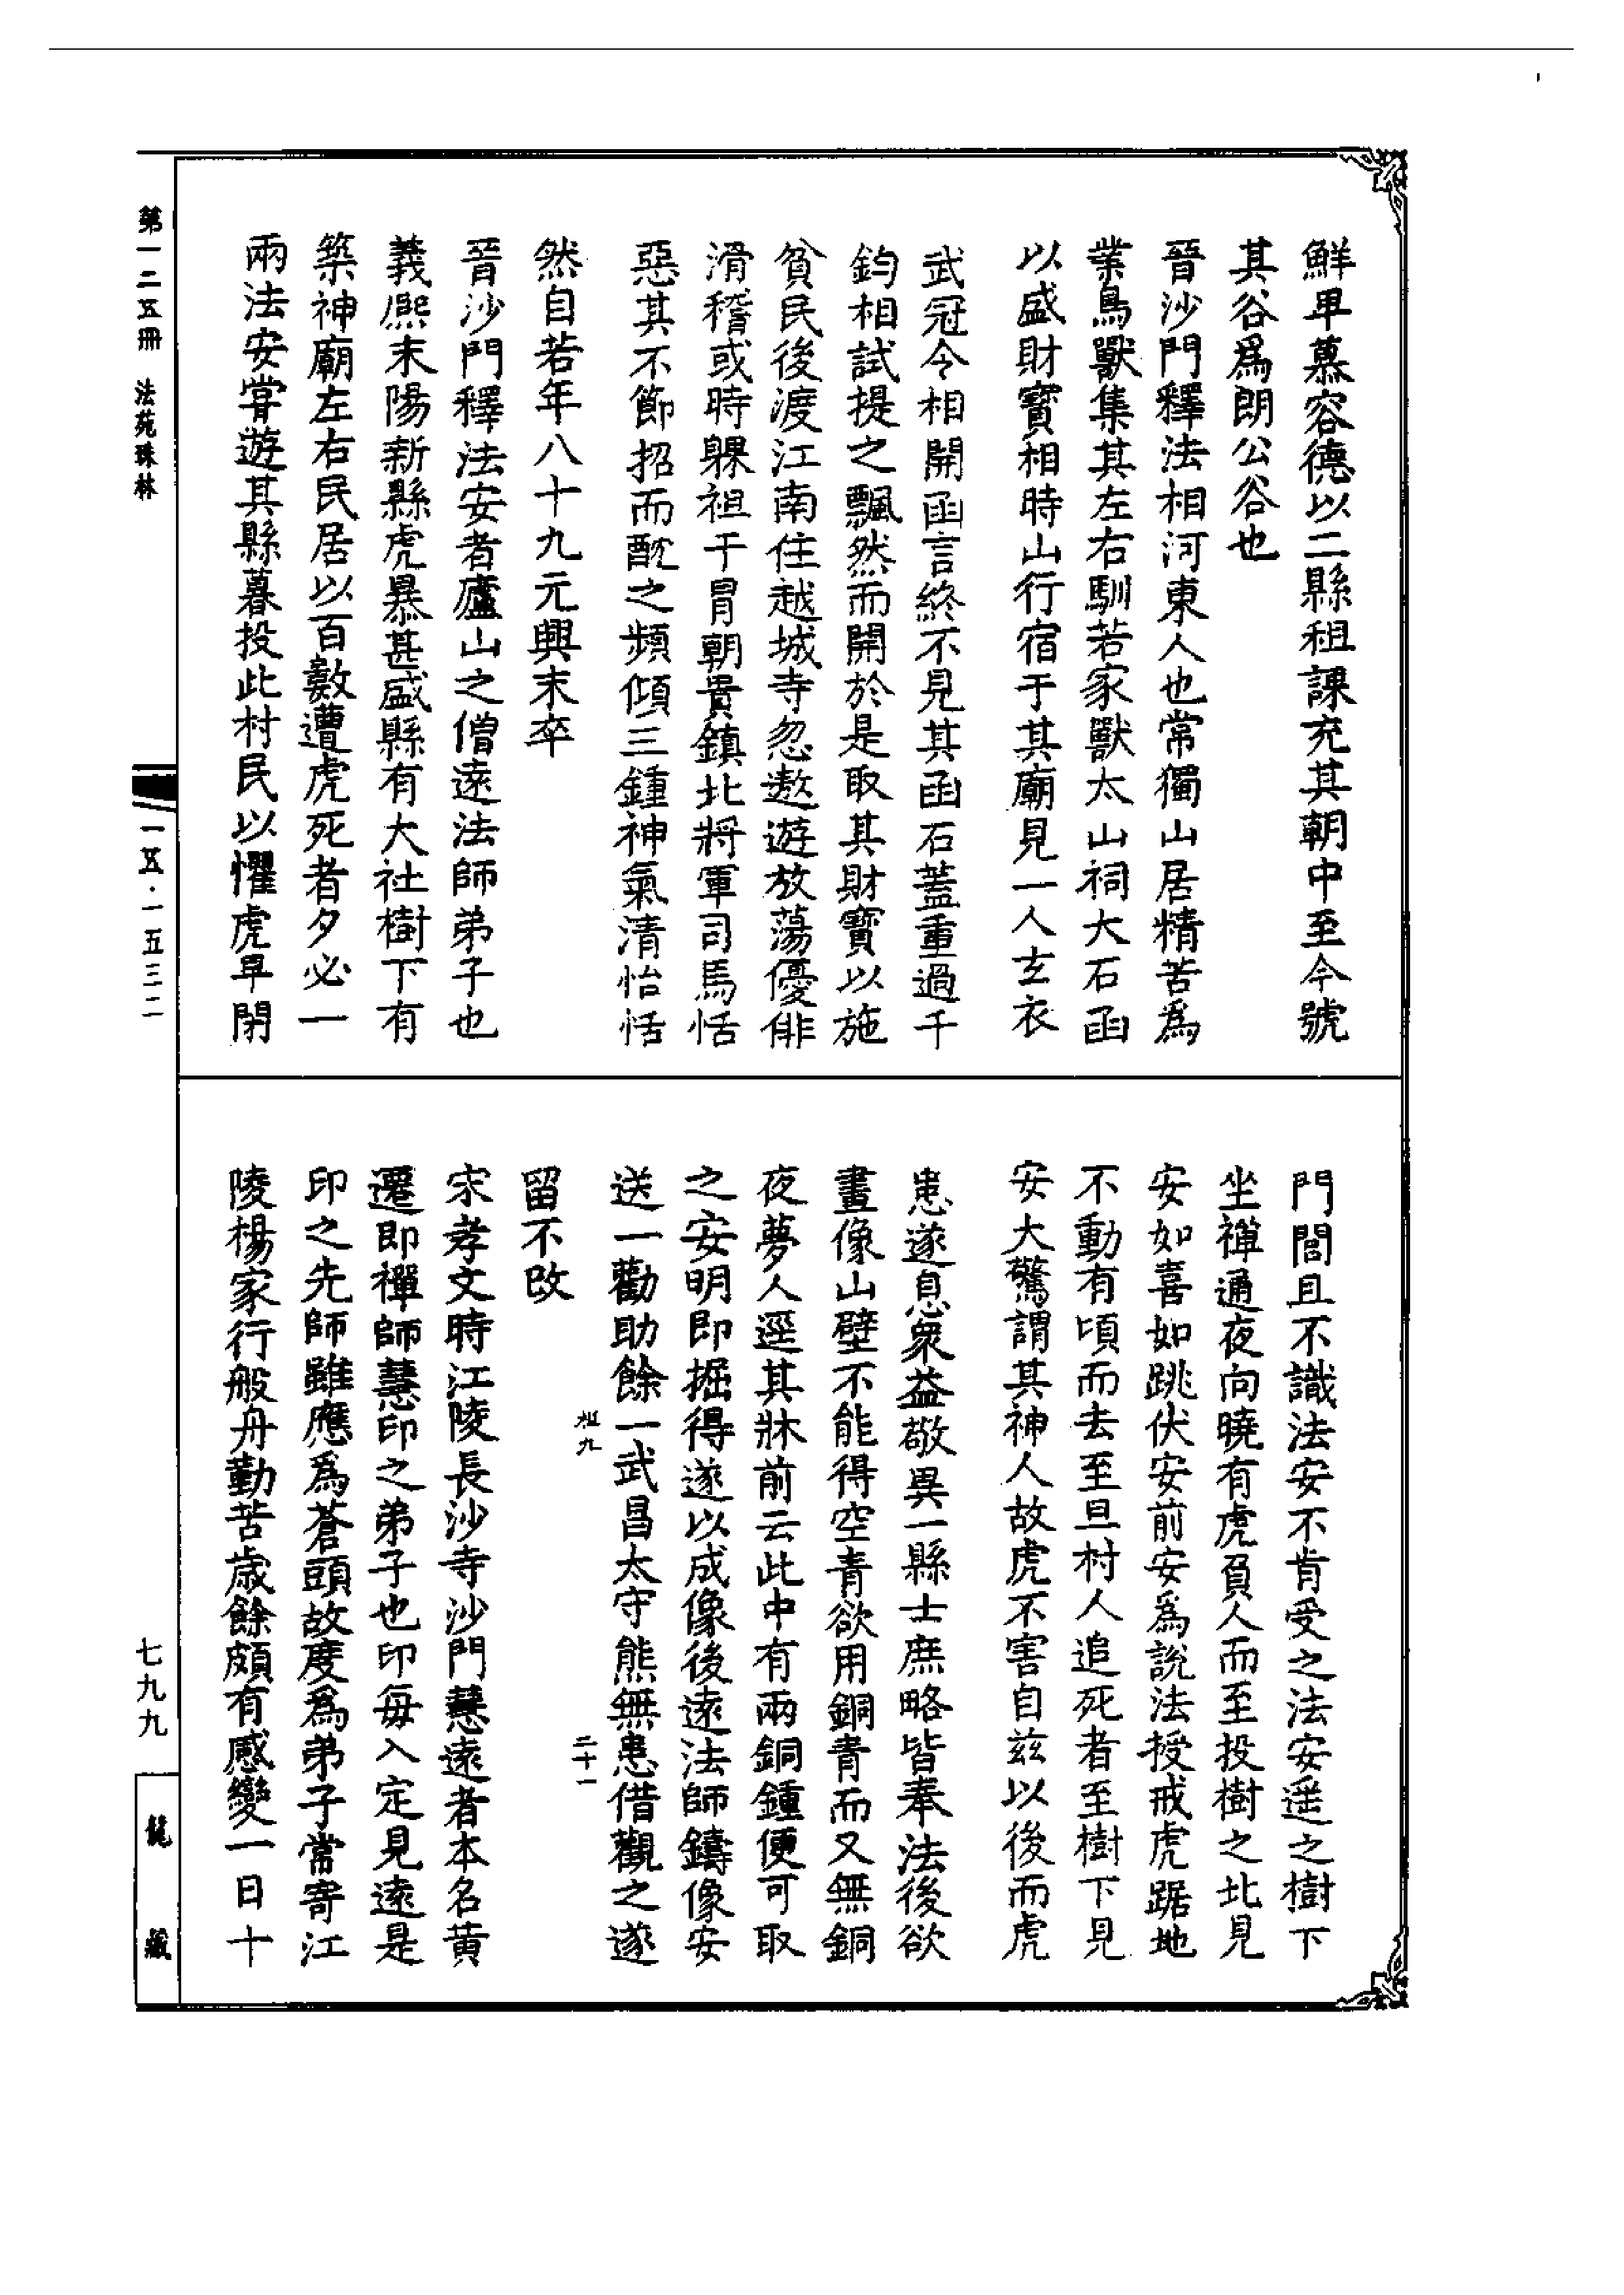 鮮卑慕容德以二縣租課充其朝中至今號
其谷爲朗公谷也
晉沙門釋法相河東人也常獨山居精苦爲
業鳥獸集其左右馴若家獸太山祠大石函
以盛財寶相時山行宿于其廟見一人玄衣
武冠令相開函言終不見其函石蓋重過千
鈞相試提之飄然而開於是取其財寶以施
貧民後渡江南住越城寺忽遨遊放蕩優俳
滑稽或時躶袒干冐朝貴鎮北將軍司馬恬
惡其不節招而酖之頻傾三鍾神氣清怡恬
然自若年八十九元興末卒
晉沙門釋法安者廬山之僧遠法師弟子也
義熈末陽新縣虎暴甚盛縣有大社樹下有
築神廟左右民居以百數遭虎死者夕必一
兩法安甞遊其縣暮投此村民以懼虎早閉
門閭且不識法安不肯受之法安遥之樹下
坐禪通夜向曉有虎負人而至投樹之北見
安如喜如跳伏安前安爲說法授戒虎踞地
不動有頃而去至旦村人追死者至樹下見
安大驚謂其神人故虎不害自兹以後而虎
患遂息衆益敬異一縣士庶略皆奉法後欲
畫像山壁不能得空青欲用銅青而又無銅
夜夢人逕其牀前云此中有兩銅鍾便可取
之安明即掘得遂以成像後遠法師鑄像安
送一勸助餘一武昌太守熊無患借觀之遂
留不改
宋孝文時江陵長沙寺沙門慧遠者本名黄
遷即禪師慧印之弟子也印每入定見遠是
印之先師雖應爲蒼頭故度爲弟子常寄江
陵楊家行般舟勤苦歲餘頗有感變一日十
祖九
二十一
第一二五冊 法苑珠林
一五·一五三二
七九九
龍藏